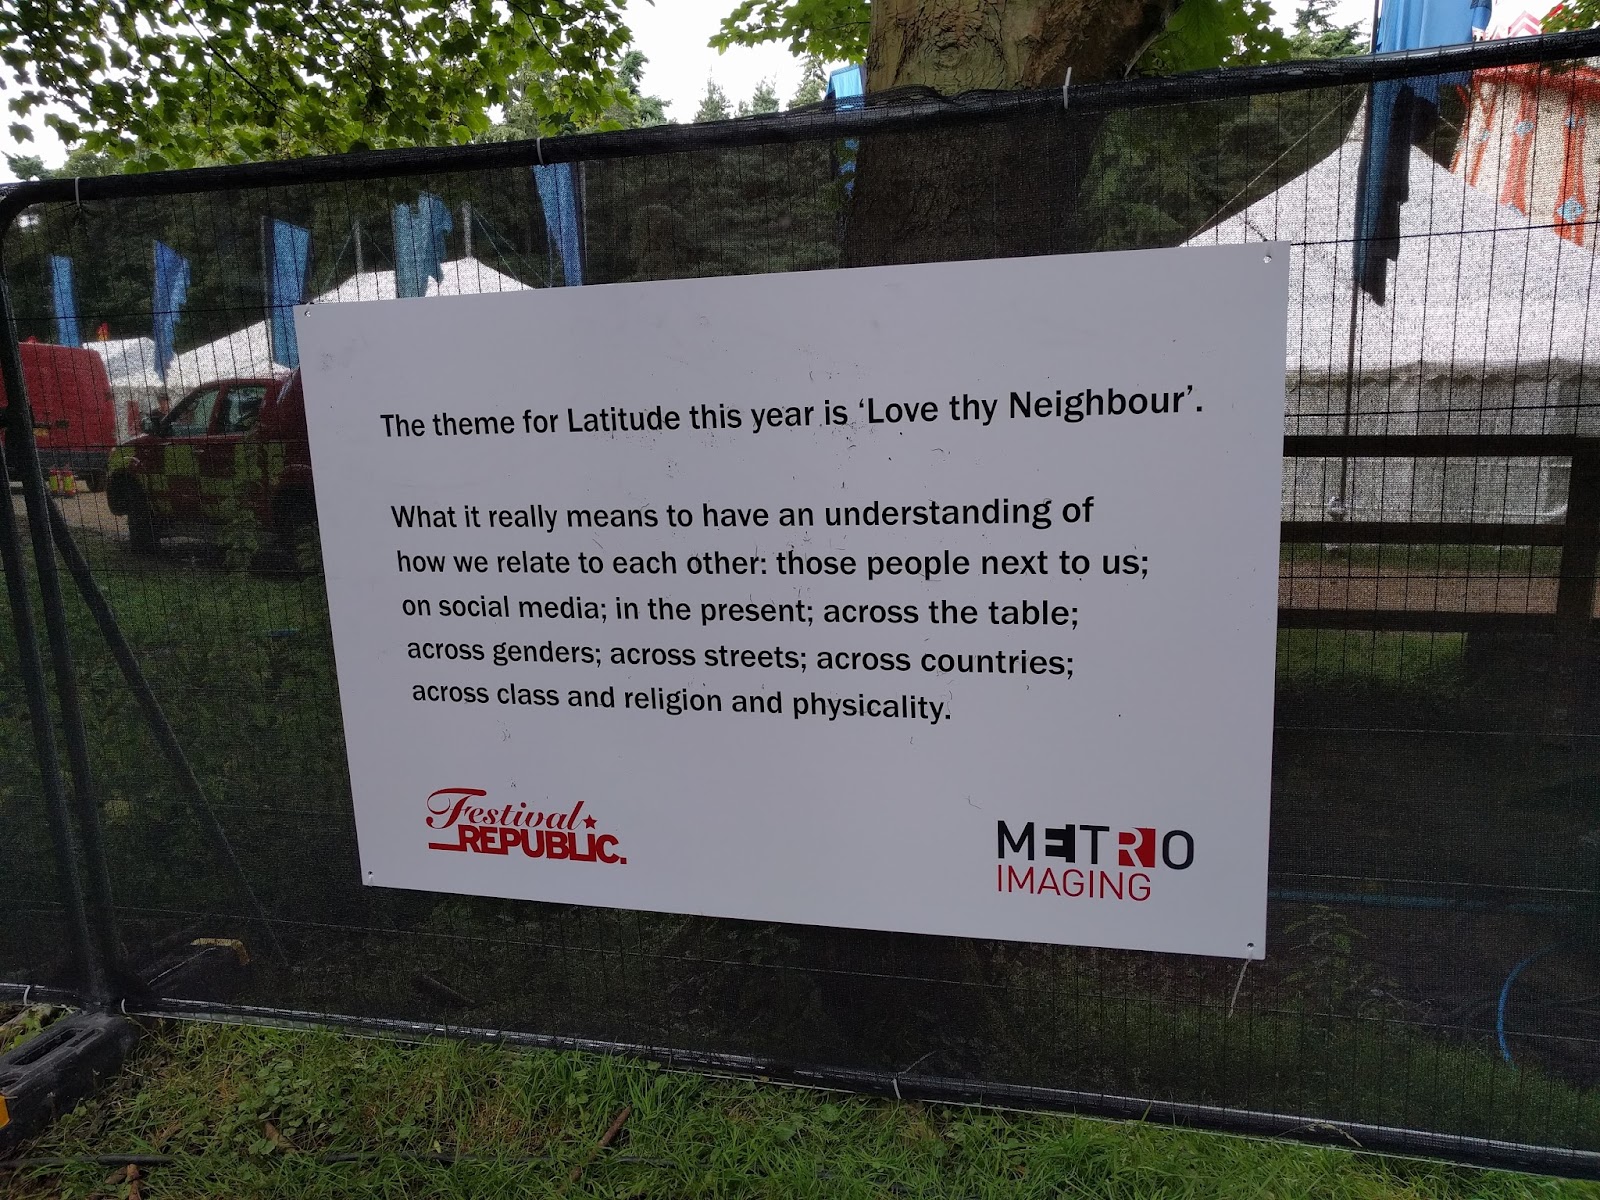 The theme for Latitude this year is ‘Love thy Neighbour’.
What it really means to have an understanding of
how we relate to each other: those people next to us;
on social media; in the present; across the table;
across genders; across streets; across countries;
across class and religion and physicality.
Festival
REPUBLIC.
METRO
IMAGING